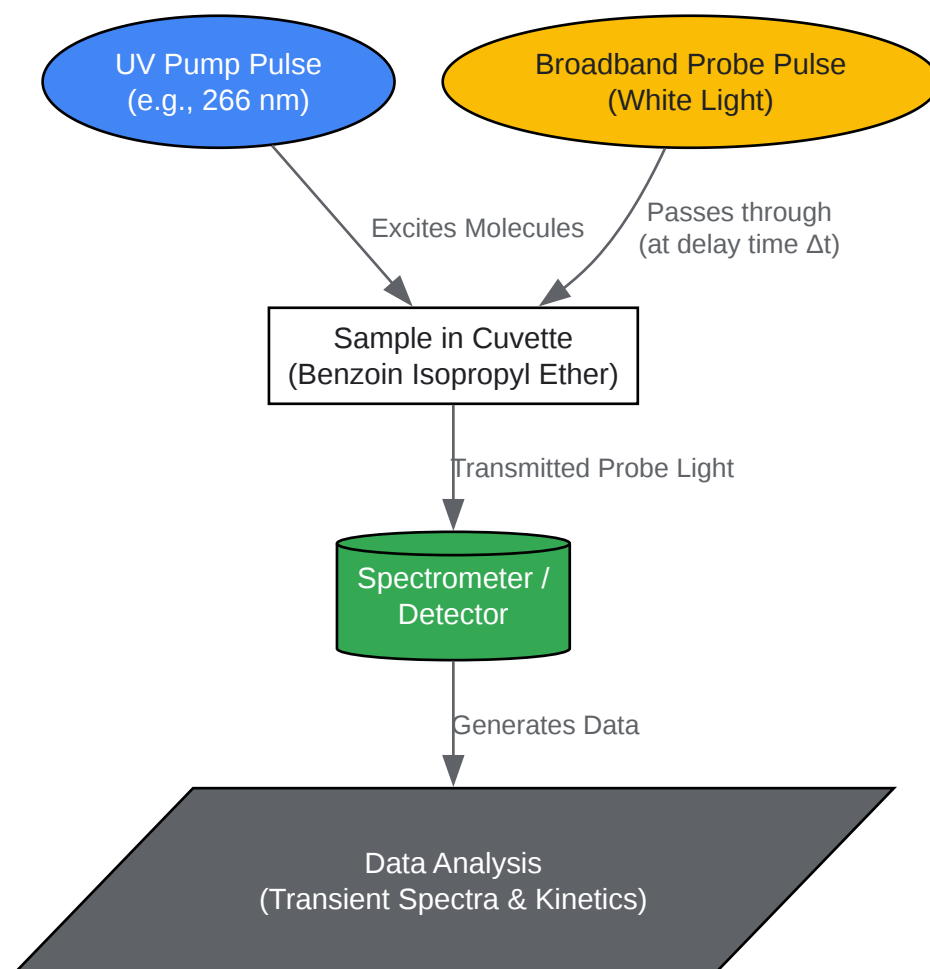 UV Pump Pulse
(e.g., 266 nm)
Broadband Probe Pulse
(White Light)
Excites Molecules
Passes through
(at delay time Δt)
Sample in Cuvette
(Benzoin Isopropyl Ether)
Transmitted Probe Light
Spectrometer /
Detector
Generates Data
Data Analysis
(Transient Spectra & Kinetics)